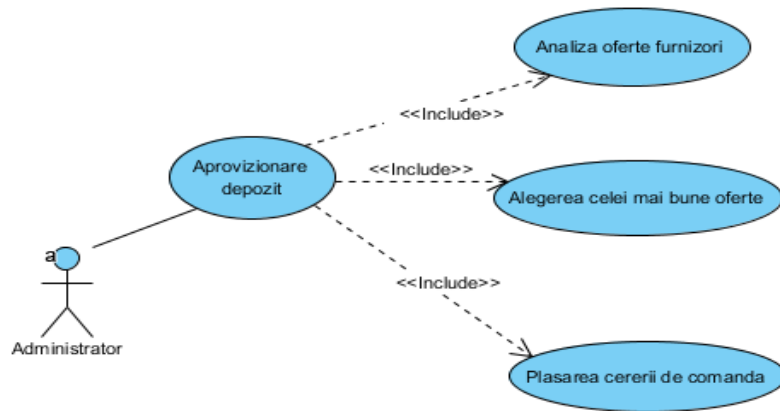 Analiza oferte furnizori
<<Include>>
Aprovizionare
depozit
<<Include>>
Alegerea celei mai bune oferte
a
<<Include>>
Administrator
Plasarea cererii de comanda